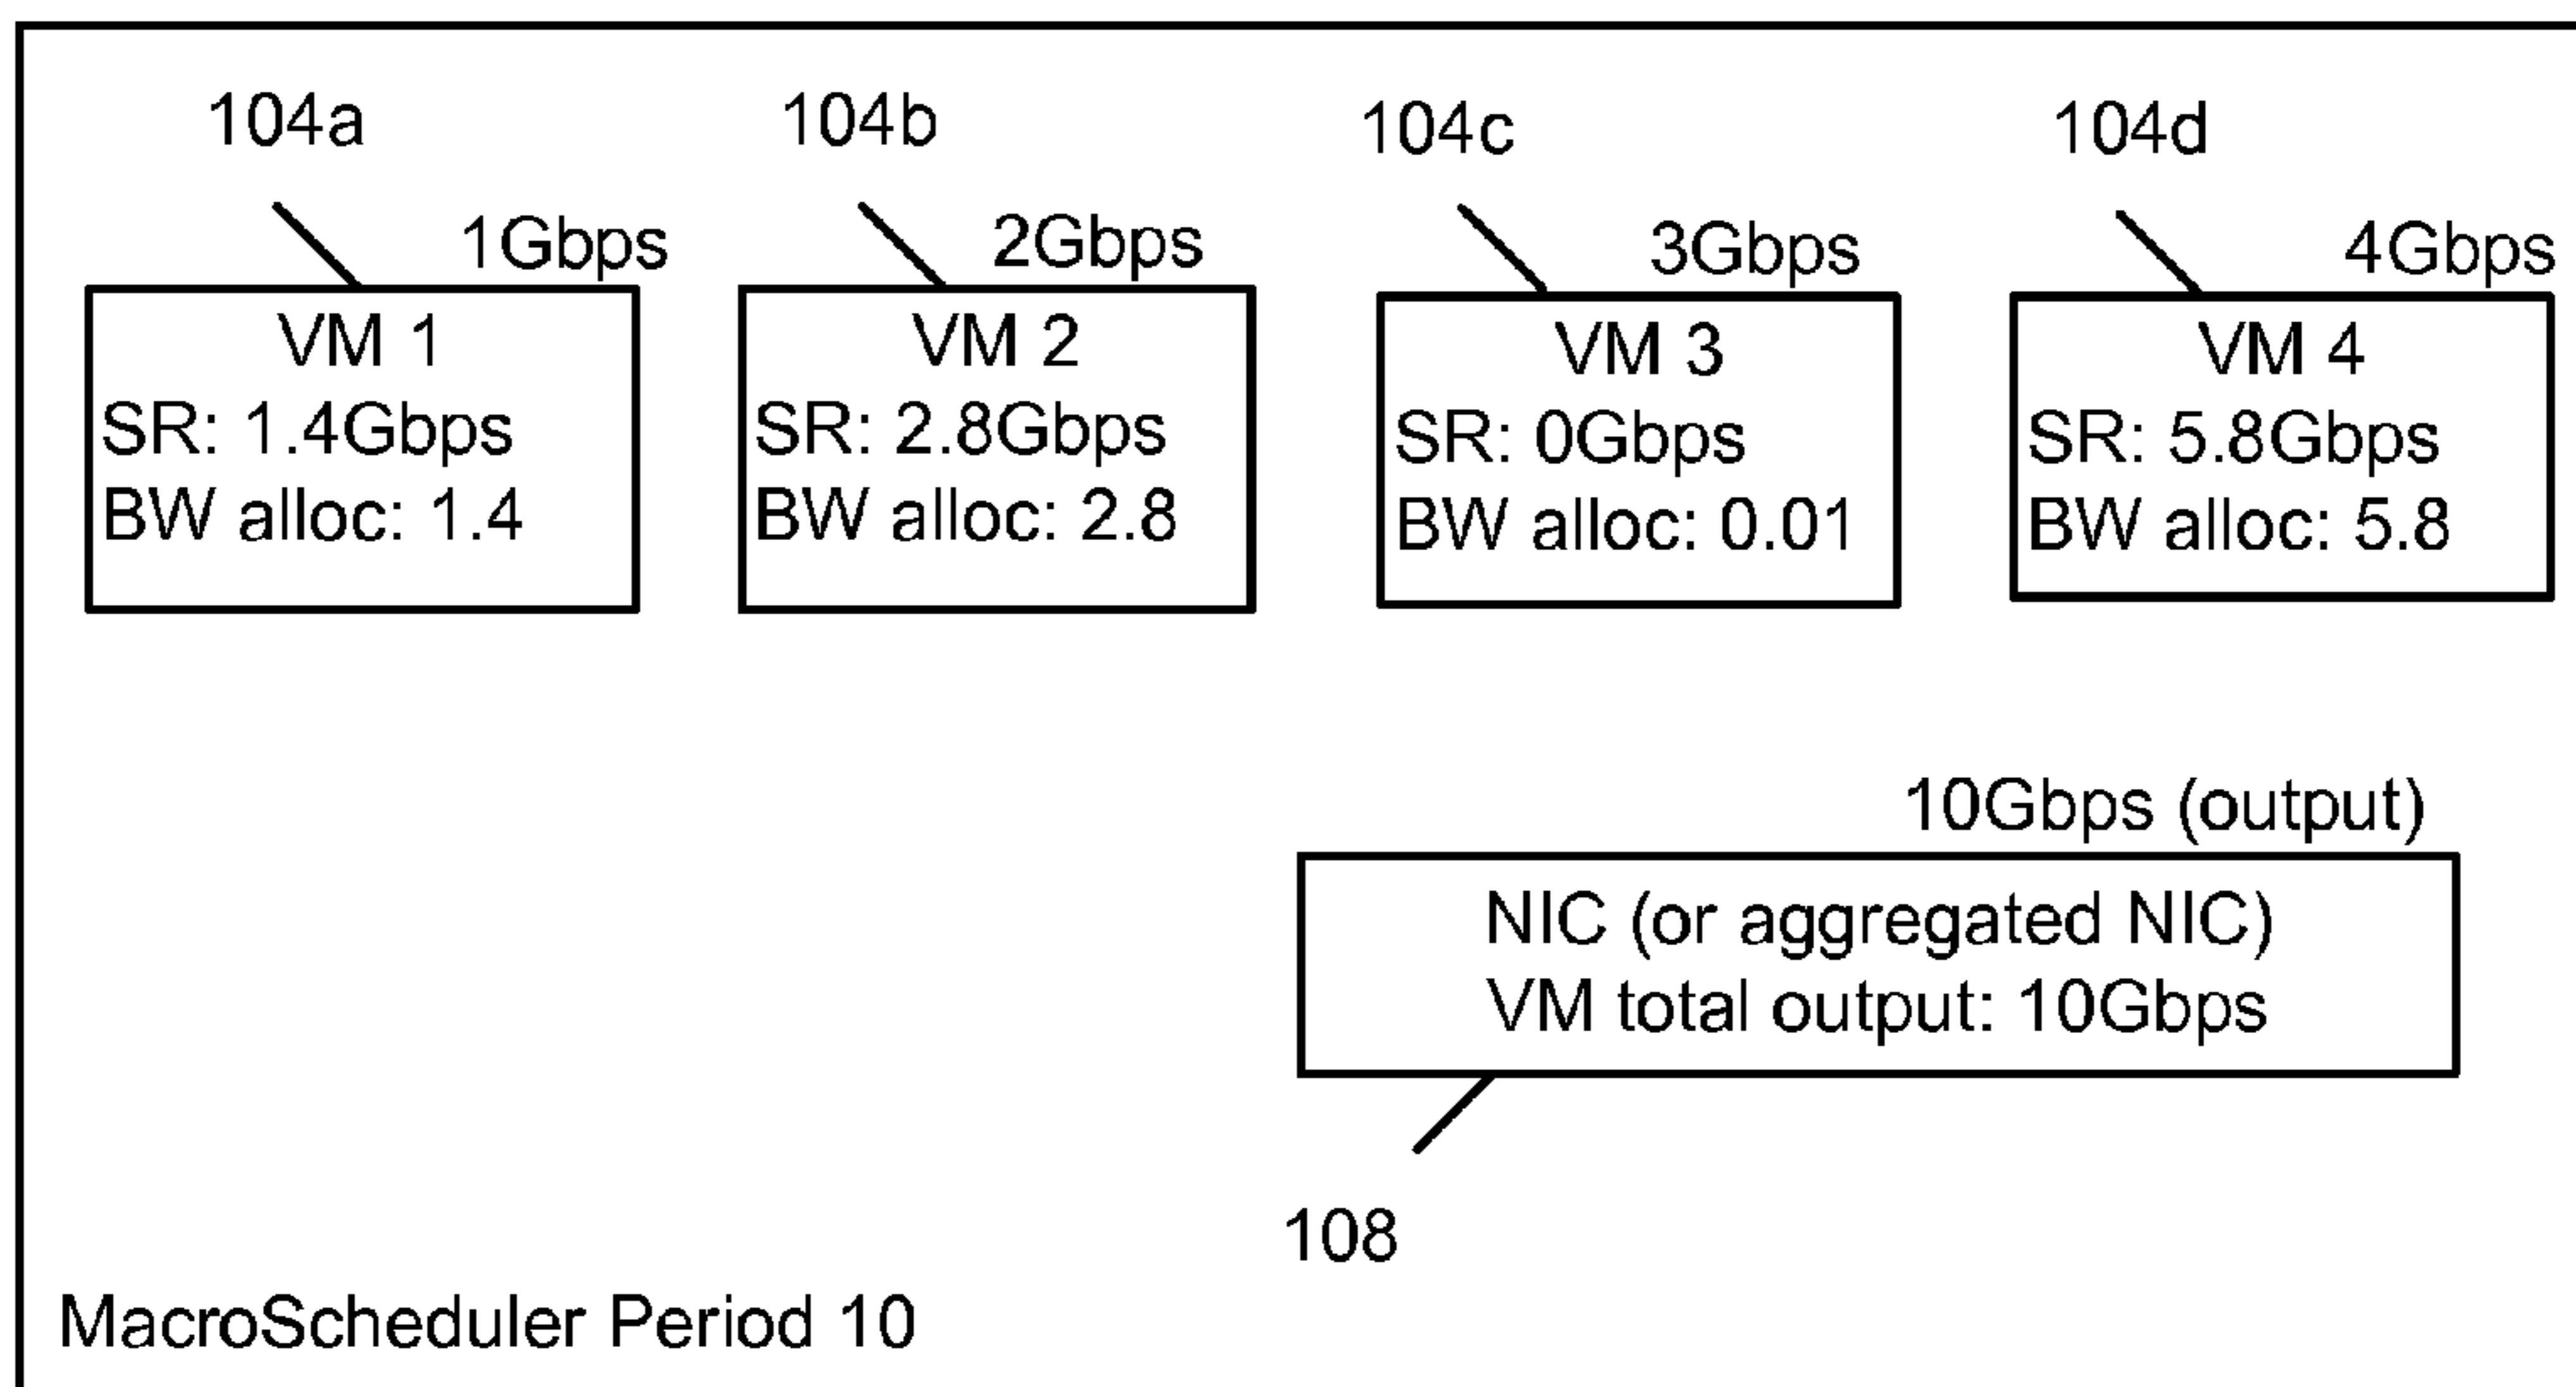 104a
104b
104c
104d
1Gbps
2Gbps
3Gbps
4Gbps
VM 1
SR: 1.4Gbps
BW alloc: 1.4
VM 2
SR: 2.8Gbps
BW alloc: 2.8
VM 3
SR: 0Gbps
BW alloc: 0.01
VM 4
SR: 5.8Gbps
BW alloc: 5.8
10Gbps (output)
NIC (or aggregated NIC)
VM total output: 10Gbps
108
MacroScheduler Period 10